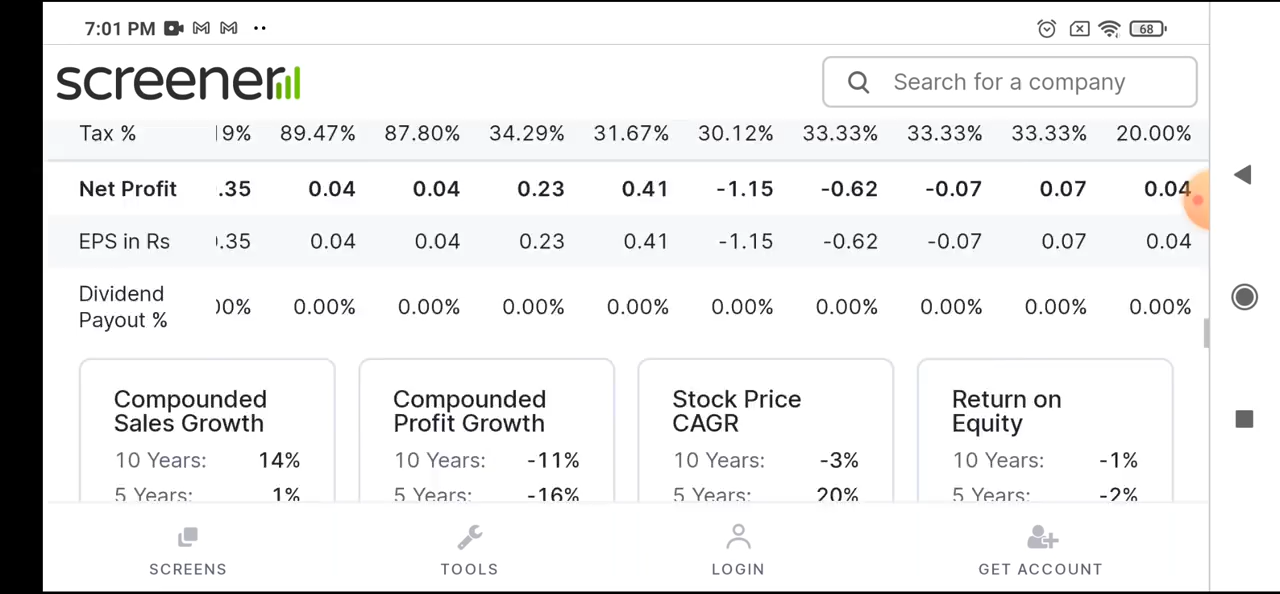 7:01 PM
68
screener
Search for a company
Tax % 9% 89.47% 87.80% 34.29% 31.67% 30.12% 33.33% 33.33% 33.33% 20.00%
Net Profit .35 0.04 0.04 0.23 0.41 -1.15 -0.62 -0.07 0.07 0.04
EPS in Rs .35 0.04 0.04 0.23 0.41 -1.15 -0.62 -0.07 0.07 0.04
Dividend
Payout % 00% 0.00% 0.00% 0.00% 0.00% 0.00% 0.00% 0.00% 0.00% 0.00%
Compounded
Sales Growth
10 Years: 14%
5 Years: 1%
Compounded
Profit Growth
10 Years: -11%
5 Years: -16%
Stock Price
CAGR
10 Years: -3%
5 Years: 20%
Return on
Equity
10 Years: -1%
5 Years: -2%
SCREENS
TOOLS
LOGIN
GET ACCOUNT